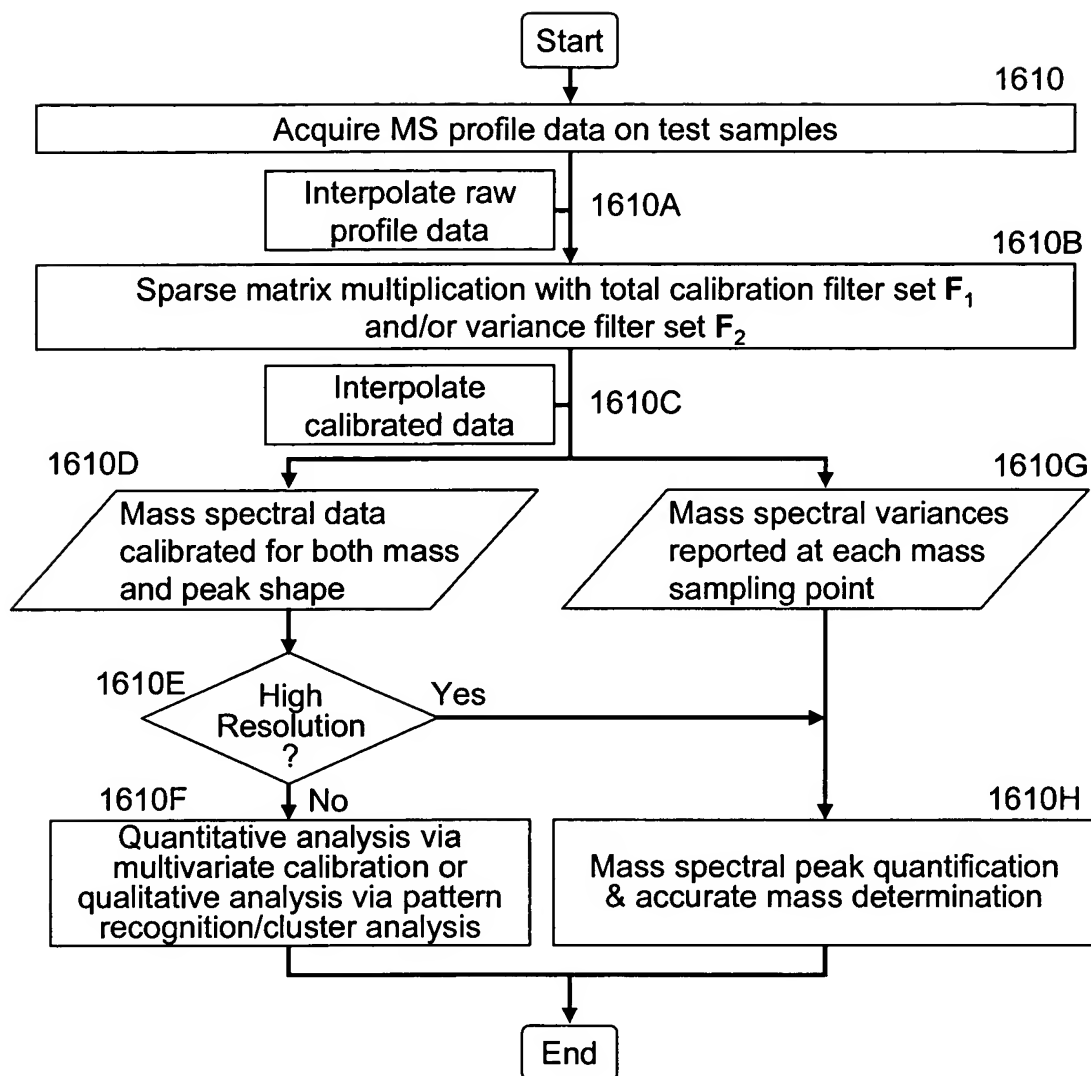 Start
1610
Acquire MS profile data on test samples
Interpolate raw
profile data
1610A
1610B
Sparse matrix multiplication with total calibration filter set F₁
and/or variance filter set F₂
Interpolate
calibrated data
1610C
1610D
1610G
Mass spectral data
calibrated for both mass
and peak shape
Mass spectral variances
reported at each mass
sampling point
1610E
High
Resolution
?
Yes
No
1610F
Quantitative analysis via
multivariate calibration or
qualitative analysis via pattern
recognition/cluster analysis
1610H
Mass spectral peak quantification
& accurate mass determination
End